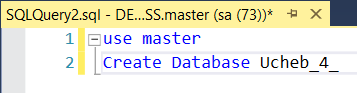 SQLQuery2.sql - DE...SS.master (sa (73))*
1 use master
2 Create Database Ucheb_4_